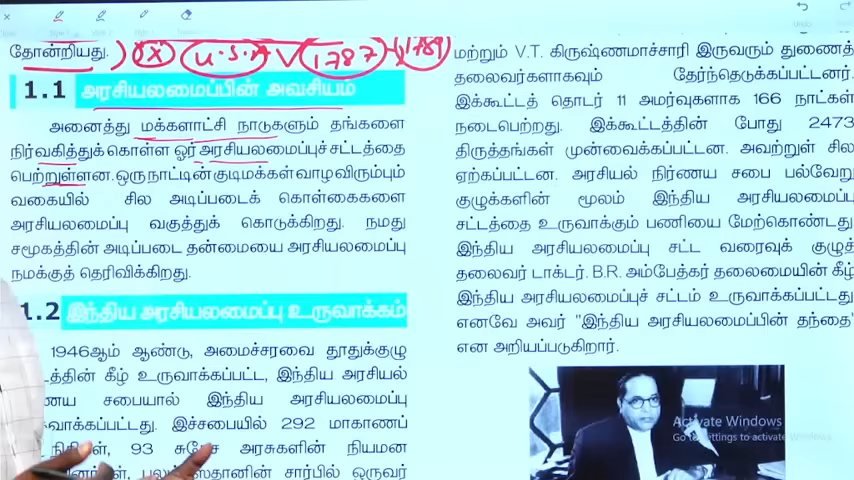 Undo
Redo
தோன்றியது. ) (X) U.S.A 1787 - 1789
1.1 அரசியலமைப்பின் அவசியம்
அனைத்து மக்களாட்சி நாடுகளும் தங்களை
நிர்வகித்துக்கொள்ள ஓர் அரசியலமைப்புச் சட்டத்தை
பெற்றுள்ளன. ஒரு நாட்டின் குடிமக்கள் வாழ விரும்பும்
வகையில் சில அடிப்படைக் கொள்கைகளை
அரசியலமைப்பு வகுத்துக் கொடுக்கிறது. நமது
சமூகத்தின் அடிப்படை தன்மையை அரசியலமைப்பு
நமக்குத் தெரிவிக்கிறது.
1.2 இந்திய அரசியலமைப்பு உருவாக்கம்
1946ஆம் ஆண்டு, அமைச்சரவை தூதுக்குழு
டத்தின் கீழ் உருவாக்கப்பட்ட, இந்திய அரசியல்
ணய சபையால் இந்திய அரசியலமைப்பு
வாக்கப்பட்டது. இச்சபையில் 292 மாகாணப்
93 அரசுகளின் நியமன
சார்பில் ஒருவர்
மற்றும் V.T. கிருஷ்ணமாச்சாரி இருவரும் துணைத்
தலைவர்களாகவும் தேர்ந்தெடுக்கப்பட்டனர்.
இக்கூட்டத் தொடர் 11 அமர்வுகளாக 166 நாட்கள்
நடைபெற்றது. இக்கூட்டத்தின் போது 2473
திருத்தங்கள் முன்வைக்கப்பட்டன. அவற்றுள் சில
ஏற்கப்பட்டன. அரசியல் நிர்ணய சபை பல்வேறு
குழுக்களின் மூலம் இந்திய அரசியலமைப்பு
சட்டத்தை உருவாக்கும் பணியை மேற்கொண்டது
இந்திய அரசியலமைப்பு சட்ட வரைவுக் குழுத்
தலைவர் டாக்டர். B.R. அம்பேத்கர் தலைமையின் கீழ்
இந்திய அரசியலமைப்புச் சட்டம் உருவாக்கப்பட்டது
எனவே அவர் "இந்திய அரசியலமைப்பின் தந்தை"
என அறியப்படுகிறார்.
Activate Windows
Go to Settings to activate Windows.